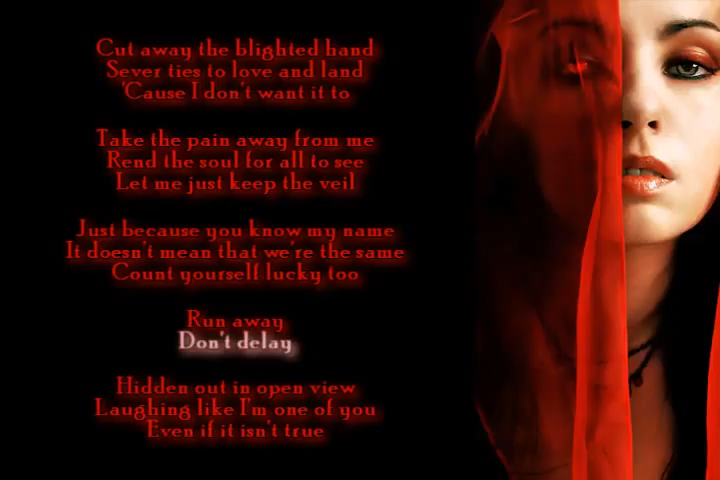 Cut away the blighted hand
Sever ties to love and land
'Cause I don't want it to
Take the pain away from me
Rend the soul for all to see
Let me just keep the veil
Just because you know my name
It doesn't mean that we're the same
Count yourself lucky too
Run away
Don't delay
Hidden out in open view
Laughing like I'm one of you
Even if it isn't true